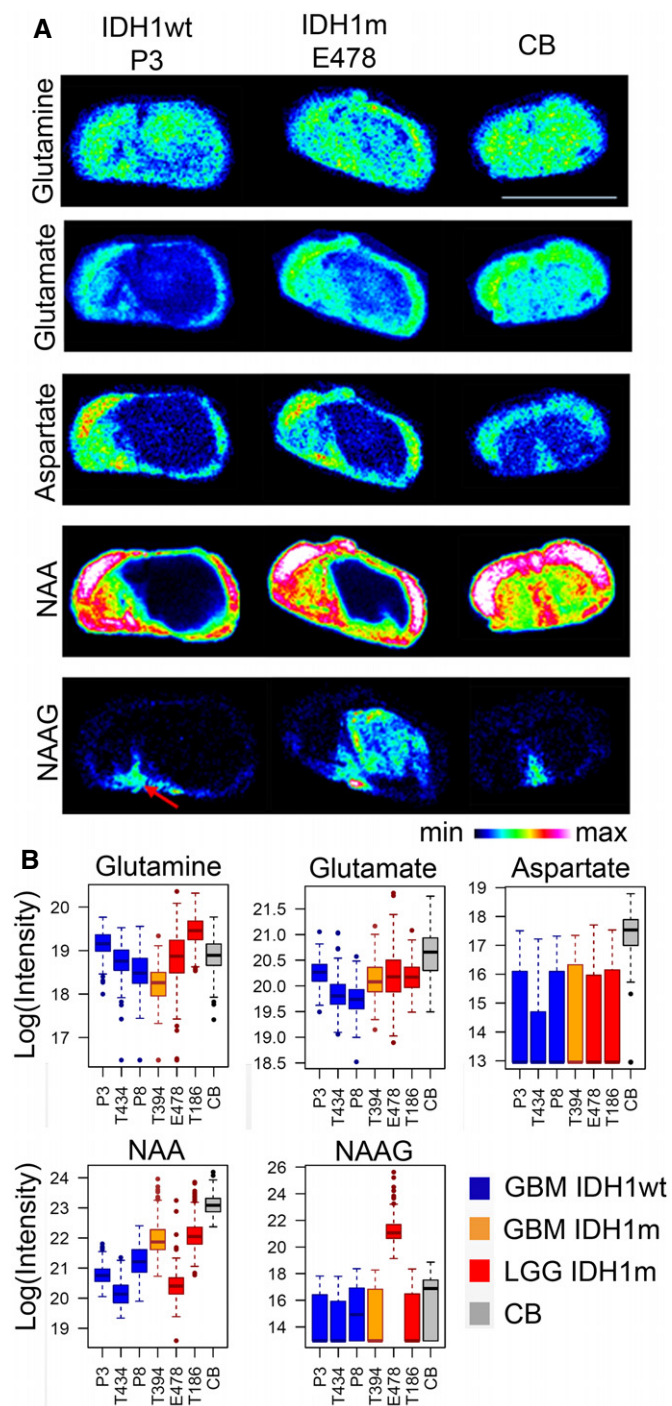 A
IDH1wt
P3
IDH1m
E478
CB
Glutamine
Glutamate
Aspartate
NAA
NAAG
min max
B
Glutamine Glutamate Aspartate
Log(Intensity)
20
19
18
17
21.5
21.0
20.5
20.0
19.5
19.0
18.5
19
18
17
16
15
14
13
P3 T434 P8 T394 E478 T186 CB
P3 T434 P8 T394 E478 T186 CB
P3 T434 P8 T394 E478 T186 CB
NAA NAAG
Log(Intensity)
24
23
22
21
20
19
26
24
22
20
18
16
14
P3 T434 P8 T394 E478 T186 CB
P3 T434 P8 T394 E478 T186 CB
GBM IDH1wt
GBM IDH1m
LGG IDH1m
CB